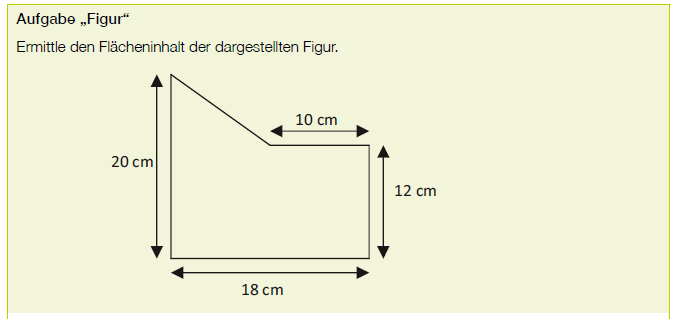 Aufgabe „Figur“
Ermittle den Flächeninhalt der dargestellten Figur.
10 cm
20 cm
12 cm
18 cm